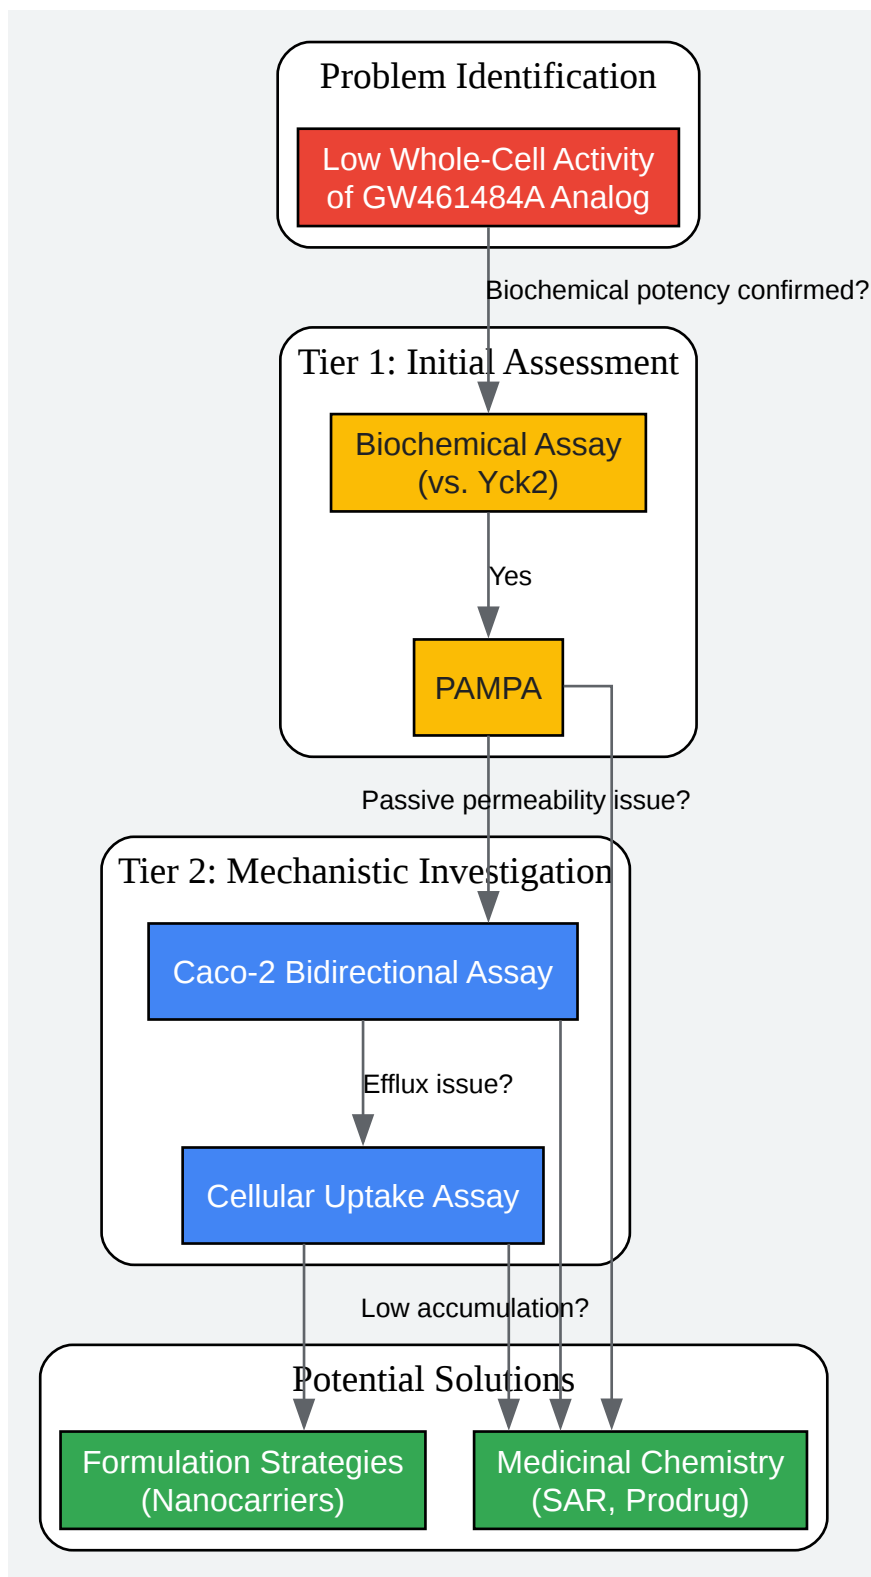 Problem Identification
Low Whole-Cell Activity
of GW461484A Analog
Biochemical potency confirmed?
Tier 1: Initial Assessment
Biochemical Assay
(vs. Yck2)
Yes
PAMPA
Passive permeability issue?
Tier 2: Mechanistic Investigation
Caco-2 Bidirectional Assay
Efflux issue?
Cellular Uptake Assay
Low accumulation?
Potential Solutions
Formulation Strategies
(Nanocarriers)
Medicinal Chemistry
(SAR, Prodrug)